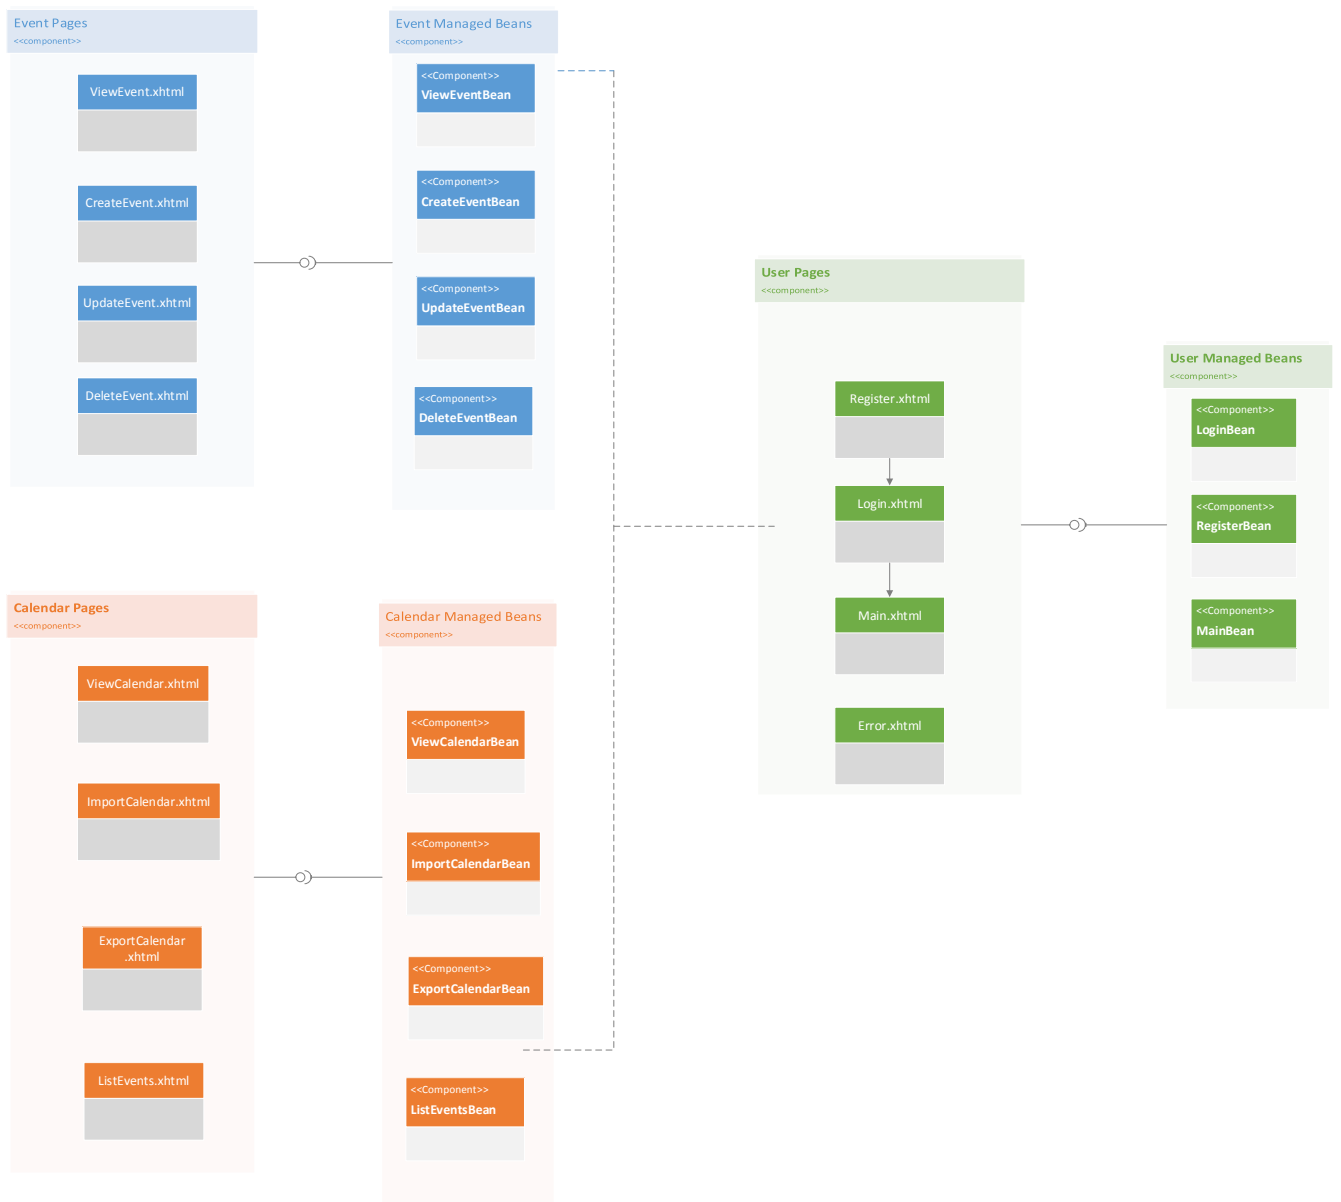 Event Pages
<<component>>
ViewEvent.xhtml
CreateEvent.xhtml
UpdateEvent.xhtml
DeleteEvent.xhtml
Event Managed Beans
<<component>>
<<Component>>
ViewEventBean
<<Component>>
CreateEventBean
<<Component>>
UpdateEventBean
<<Component>>
DeleteEventBean
User Pages
<<component>>
Register.xhtml
Login.xhtml
Main.xhtml
Error.xhtml
User Managed Beans
<<component>>
<<Component>>
LoginBean
<<Component>>
RegisterBean
<<Component>>
MainBean
Calendar Pages
<<component>>
ViewCalendar.xhtml
ImportCalendar.xhtml
ExportCalendar
.xhtml
ListEvents.xhtml
Calendar Managed Beans
<<component>>
<<Component>>
ViewCalendarBean
<<Component>>
ImportCalendarBean
<<Component>>
ExportCalendarBean
<<Component>>
ListEventsBean